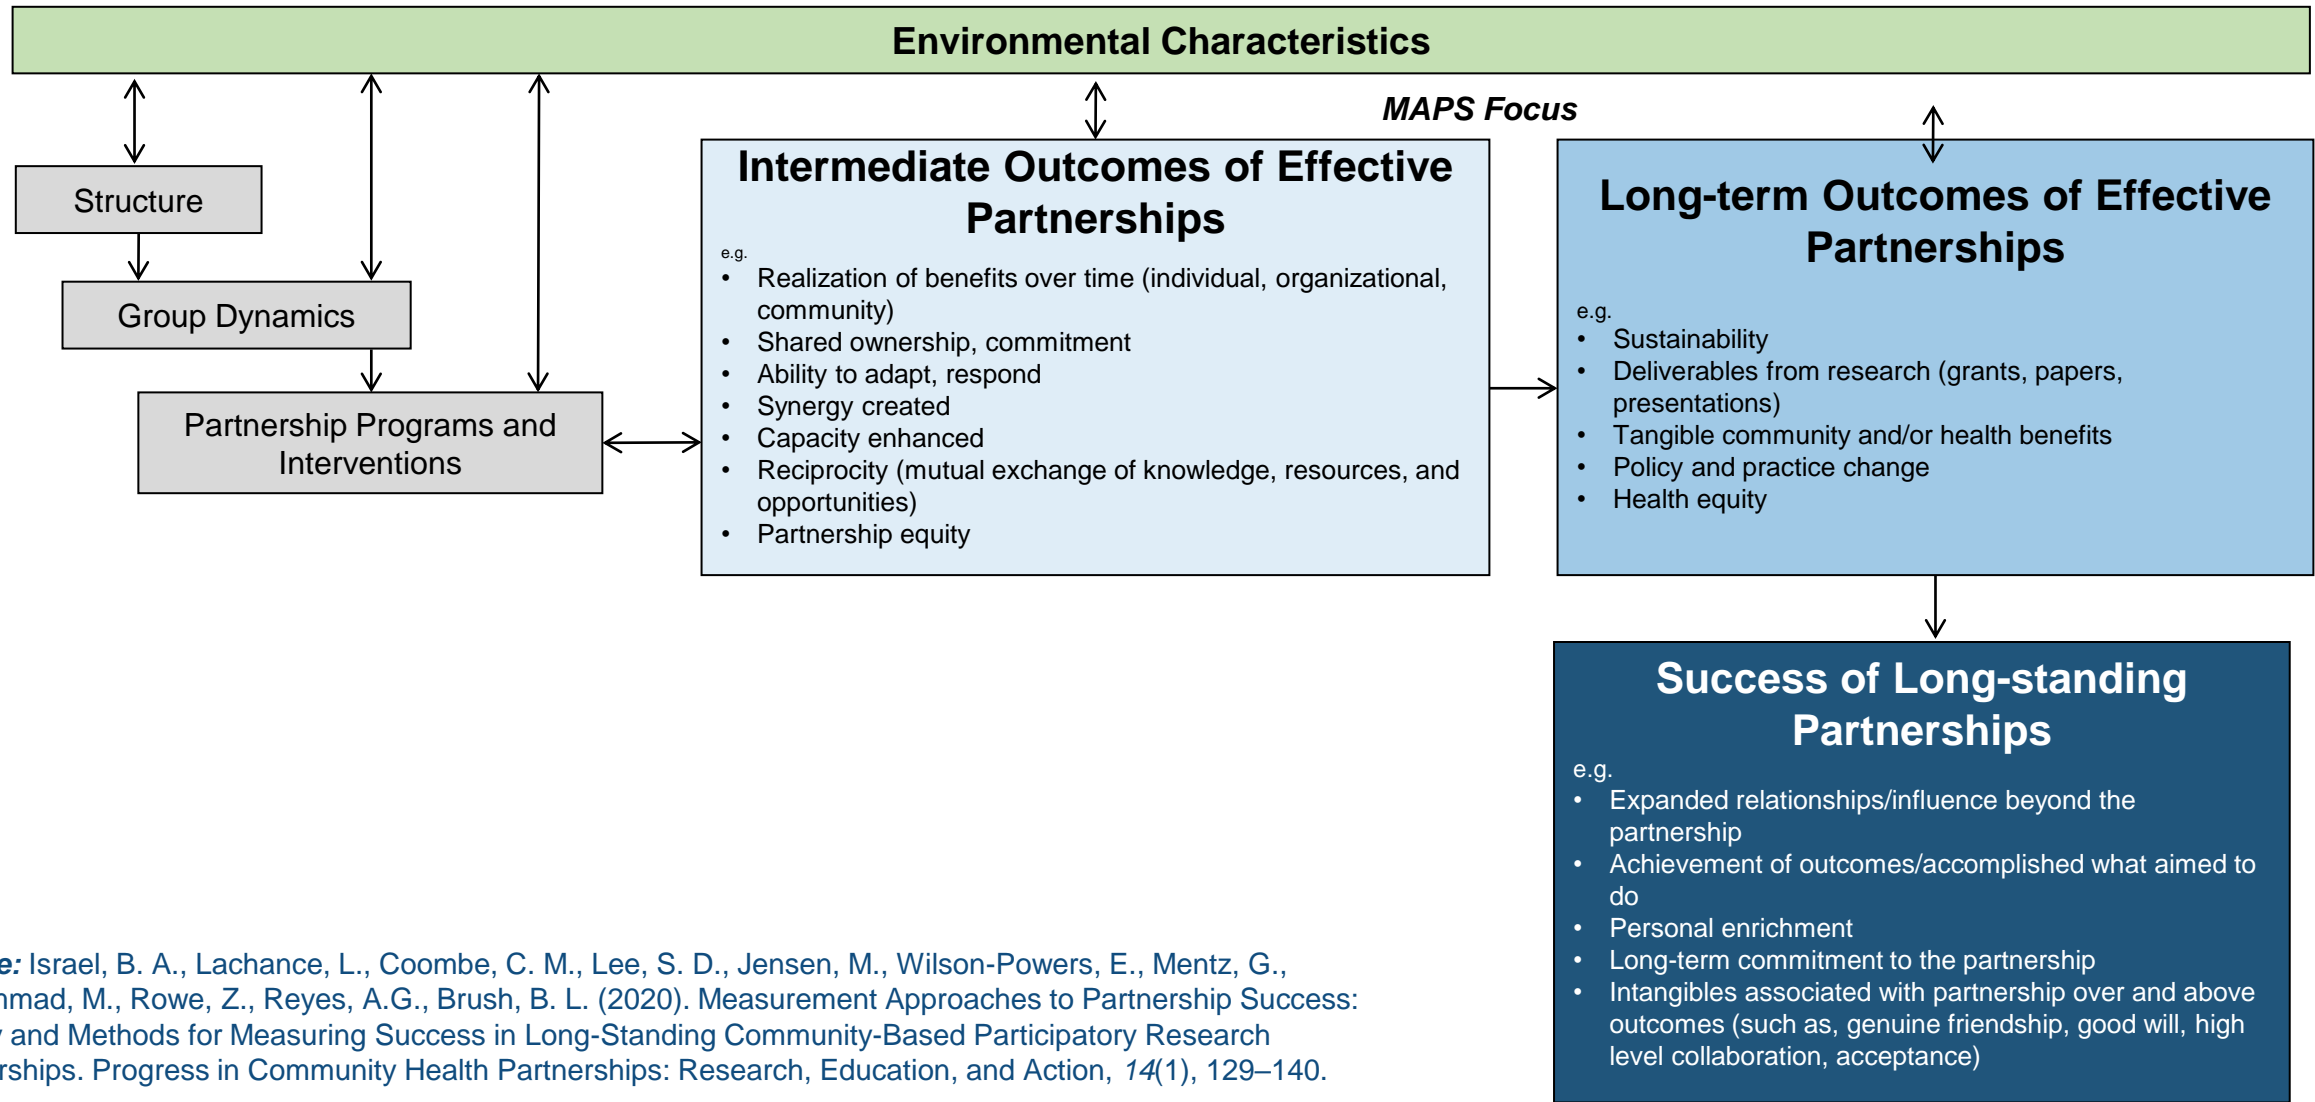 Environmental Characteristics
MAPS Focus
Structure
Group Dynamics
Partnership Programs and
Interventions
Intermediate Outcomes of Effective
Partnerships
e.g.
• Realization of benefits over time (individual, organizational,
community)
• Shared ownership, commitment
• Ability to adapt, respond
• Synergy created
• Capacity enhanced
• Reciprocity (mutual exchange of knowledge, resources, and
opportunities)
• Partnership equity
Long-term Outcomes of Effective
Partnerships
e.g.
• Sustainability
• Deliverables from research (grants, papers,
presentations)
• Tangible community and/or health benefits
• Policy and practice change
• Health equity
Success of Long-standing
Partnerships
e.g.
• Expanded relationships/influence beyond the
partnership
• Achievement of outcomes/accomplished what aimed to
do
• Personal enrichment
• Long-term commitment to the partnership
• Intangibles associated with partnership over and above
outcomes (such as, genuine friendship, good will, high
level collaboration, acceptance)
Israel, B. A., Lachance, L., Coombe, C. M., Lee, S. D., Jensen, M., Wilson-Powers, E., Mentz, G.,
M., Rowe, Z., Reyes, A.G., Brush, B. L. (2020). Measurement Approaches to Partnership Success:
and Methods for Measuring Success in Long-Standing Community-Based Participatory Research
Progress in Community Health Partnerships: Research, Education, and Action, 14(1), 129–140.